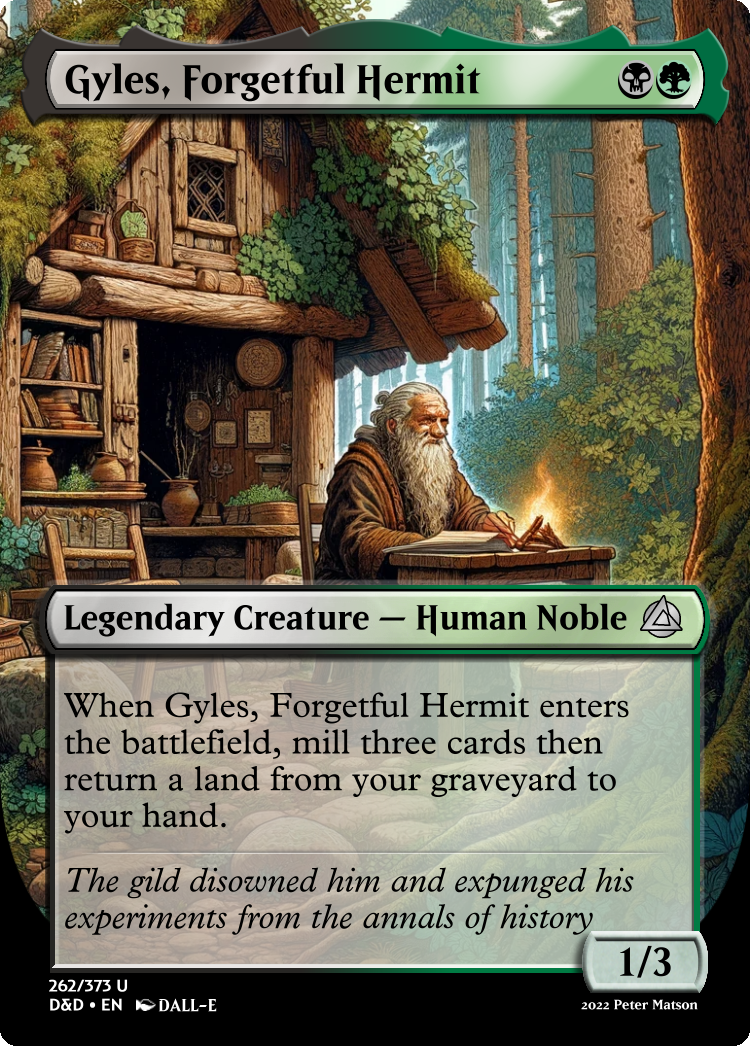 Gyles, Forgetful Hermit
Legendary Creature — Human Noble
When Gyles, Forgetful Hermit enters
the battlefield, mill three cards then
return a land from your graveyard to
your hand.
The gild disowned him and expunged his
experiments from the annals of history
1/3
262/373 U
D&D • EN DALL-E
2022 Peter Matson